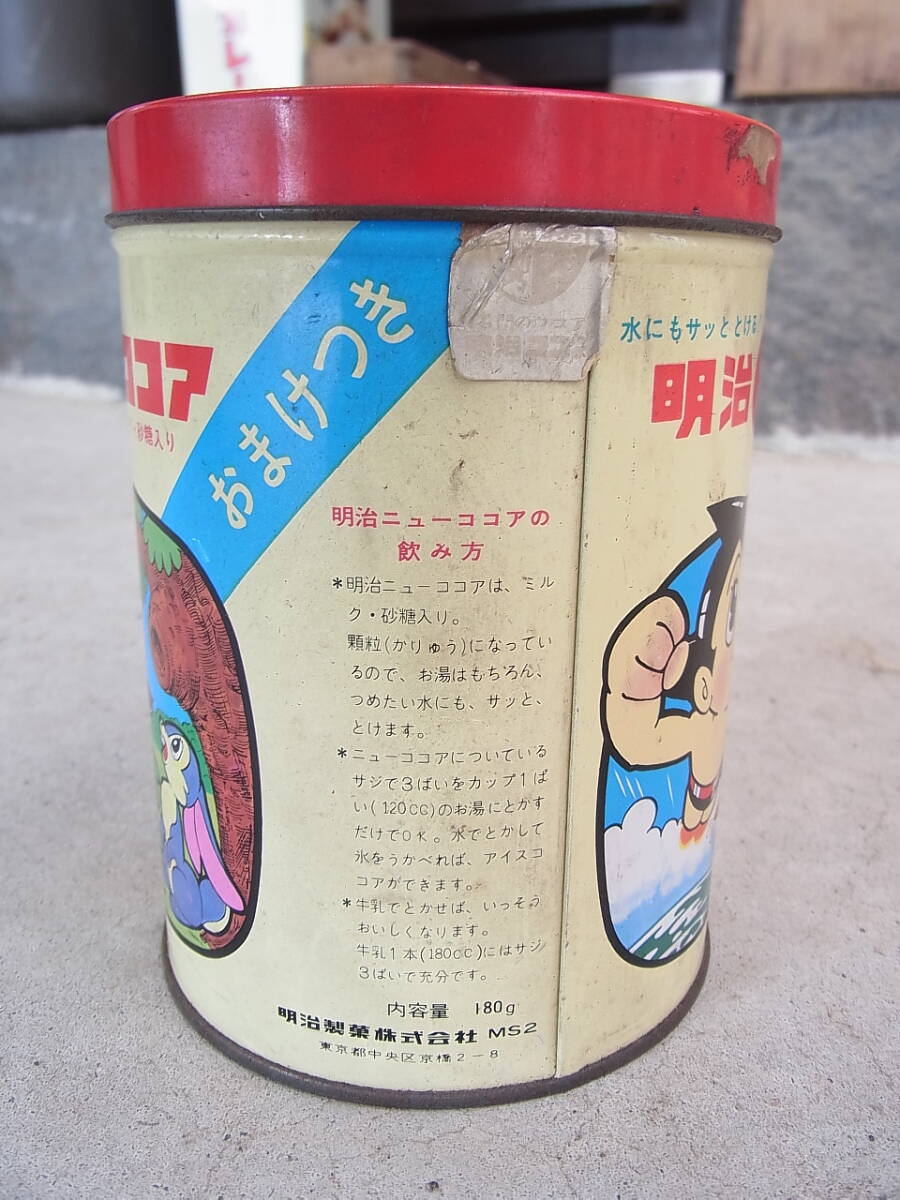 ココア
砂糖入り
おまけつき
水にもサッととける
明治
明治ニューココアの
飲み方
*明治ニューココアは、ミル
ク・砂糖入り。
顆粒(かりゅう)になってい
るので、お湯はもちろん、
つめたい水にも、サッと、
とけます。
*ニューココアについている
サジで3ばいをカップ1ぱ
い(120CC)のお湯にとかす
だけでOK。水でとかして
氷をうかべれば、アイスコ
コアができます。
*牛乳でとかせば、いっそう
おいしくなります。
牛乳1本(180CC)にはサジ
3ばいで充分です。
内容量 180g
明治製菓株式会社 MS2
東京都中央区京橋2-8